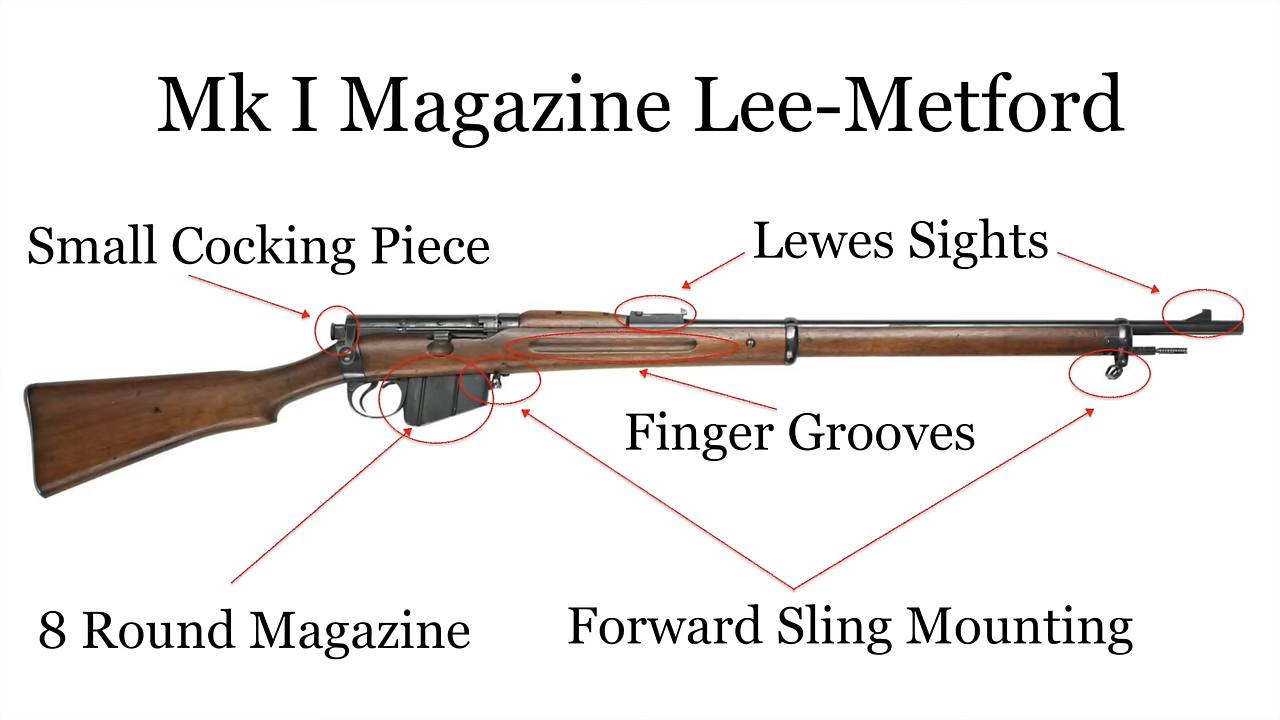 Mk I Magazine Lee-Metford
Small Cocking Piece
Lewes Sights
Finger Grooves
8 Round Magazine
Forward Sling Mounting